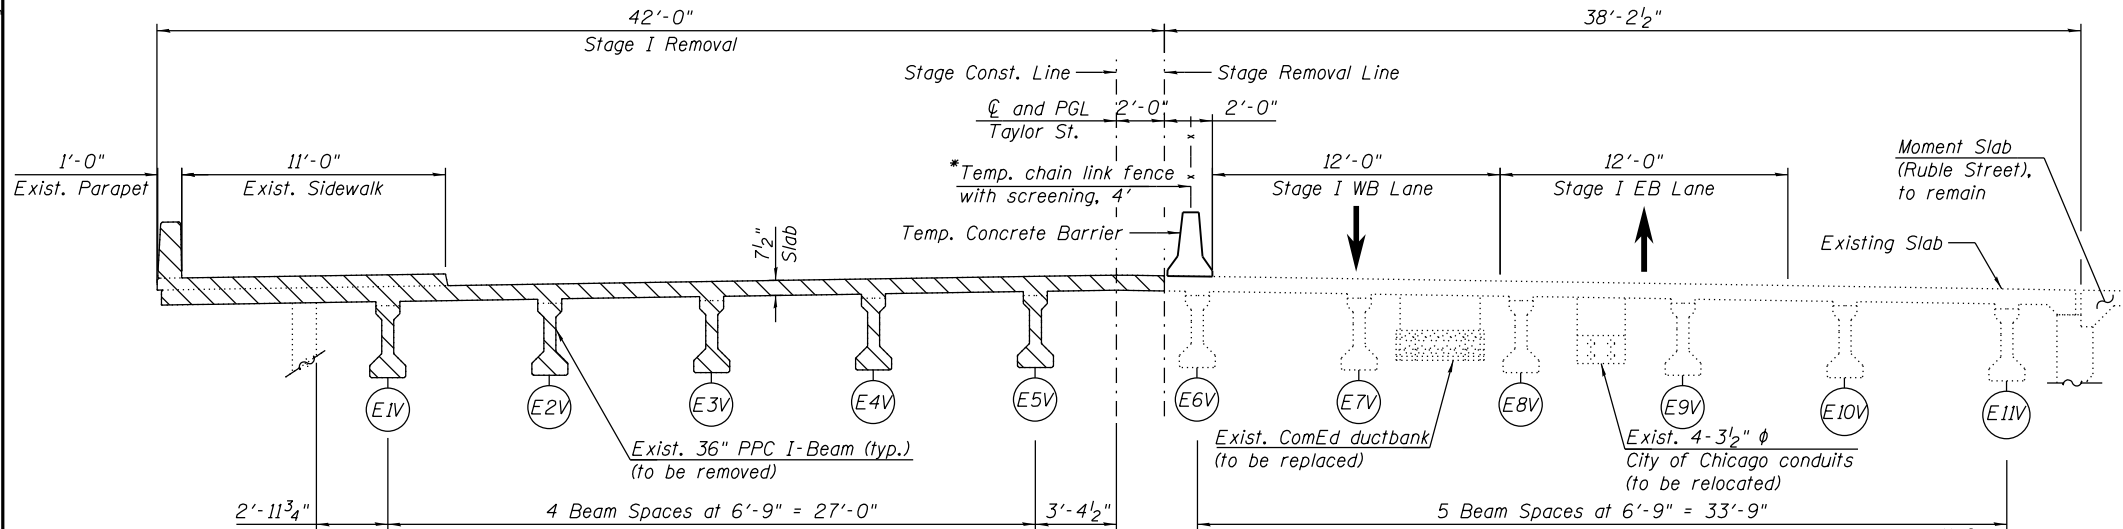 42'-0"
38'-2½"
Stage I Removal
Stage Const. Line
Stage Removal Line
℄ and PGL
Taylor St.
2'-0"
2'-0"
1'-0"
Exist. Parapet
11'-0"
Exist. Sidewalk
*Temp. chain link fence
with screening, 4'
12'-0"
Stage I WB Lane
12'-0"
Stage I EB Lane
Moment Slab
(Ruble Street),
to remain
7½"
Slab
Temp. Concrete Barrier
Existing Slab
E1V
E2V
E3V
E4V
E5V
E6V
E7V
E8V
E9V
E10V
E11V
Exist. 36" PPC I-Beam (typ.)
(to be removed)
Exist. ComEd ductbank
(to be replaced)
Exist. 4-3½" ϕ
City of Chicago conduits
(to be relocated)
2'-11¾"
4 Beam Spaces at 6'-9" = 27'-0"
3'-4½"
5 Beam Spaces at 6'-9" = 33'-9"